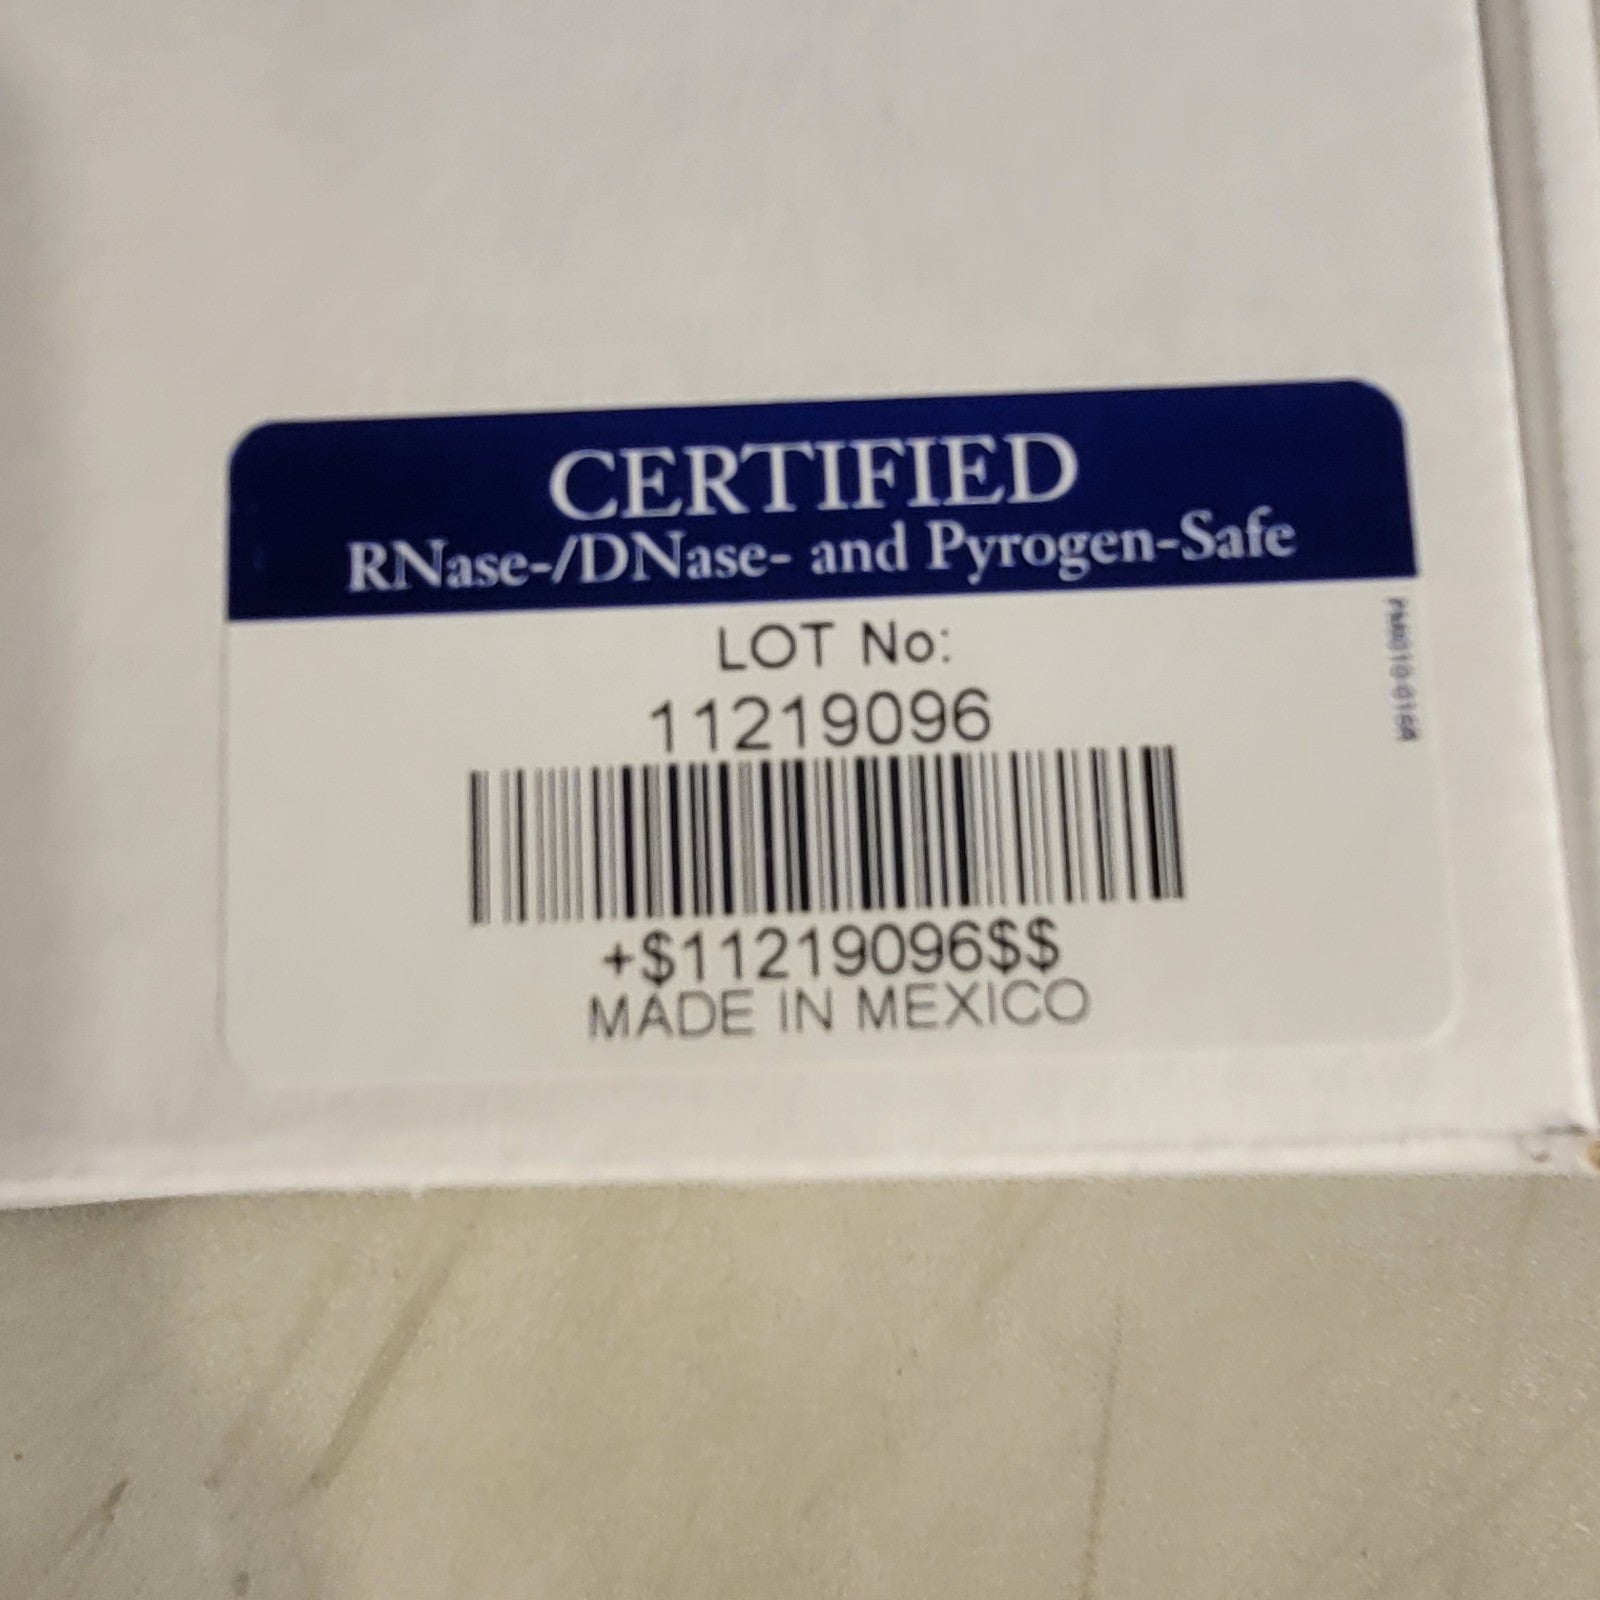 CERTIFIED
RNase-/DNase- and Pyrogen-Safe
LOT No:
11219096
+$11219096$$
MADE IN MEXICO